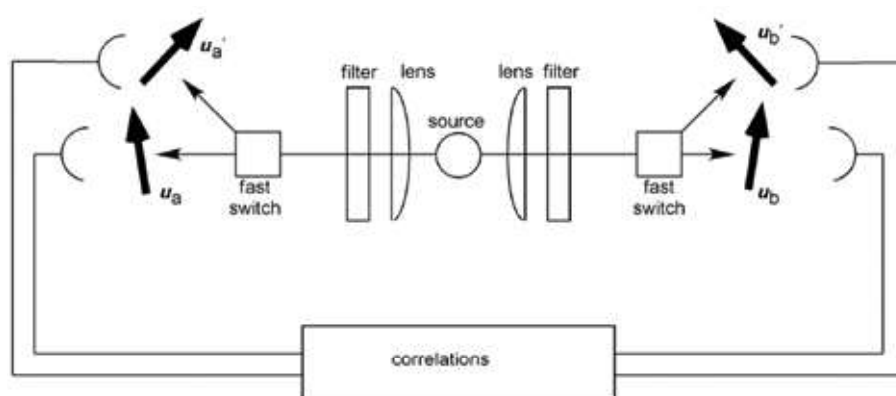 u_a′
u_b′
filter lens lens filter
source
u_a
fast
switch
fast
switch
u_b
correlations